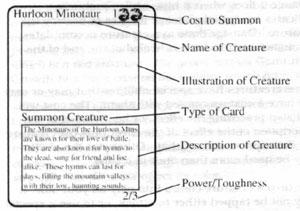 Hurloon Minotaur
Cost to Summon
Name of Creature
Illustration of Creature
Summon Creature
Type of Card
The Minotaurs of the Hurloon Mtns.
are known for their love of battle.
They are also known for hymns to
the dead, sung for friend and foe
alike. These hymns can last for
days, filling the mountain valleys
with their low, haunting sounds.
Description of Creature
2/3
Power/Toughness